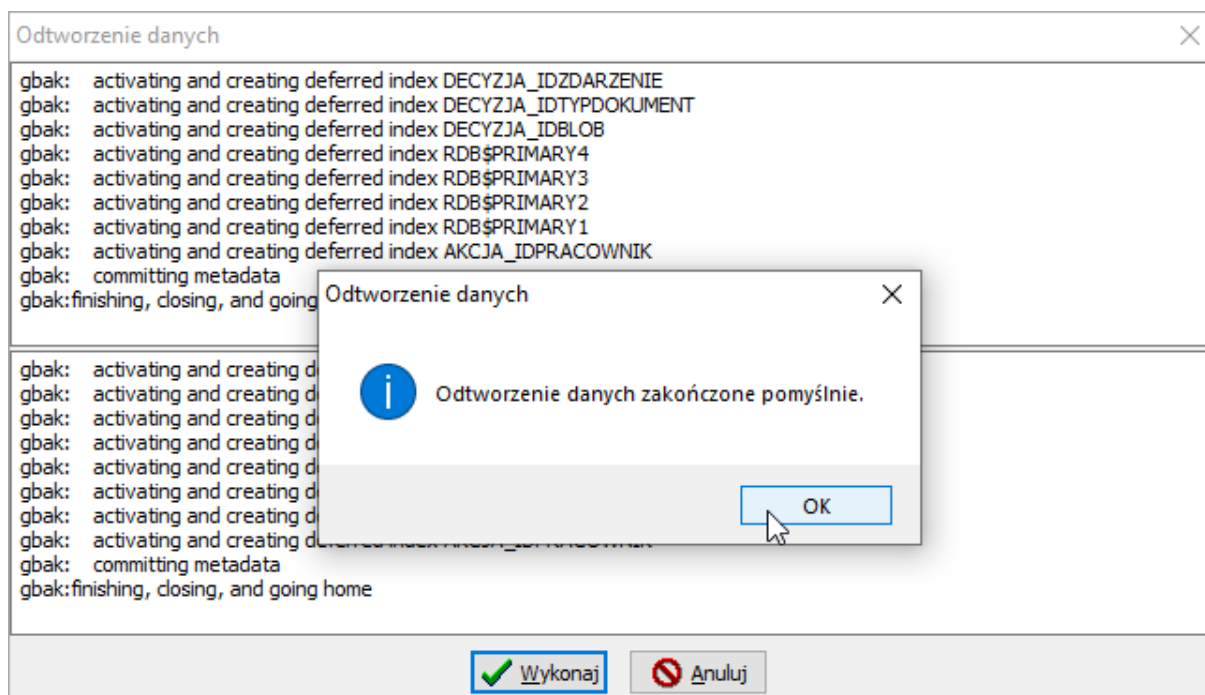 Odtworzenie danych
gbak: activating and creating deferred index DECYZJA_IDZDARZENIE
gbak: activating and creating deferred index DECYZJA_IDTYPDOKUMENT
gbak: activating and creating deferred index DECYZJA_IDBLOB
gbak: activating and creating deferred index RDB$PRIMARY4
gbak: activating and creating deferred index RDB$PRIMARY3
gbak: activating and creating deferred index RDB$PRIMARY2
gbak: activating and creating deferred index RDB$PRIMARY1
gbak: activating and creating deferred index AKCJA_IDPRACOWNIK
gbak: committing metadata
gbak:finishing, closing, and going
Odtworzenie danych
Odtworzenie danych zakończone pomyślnie.
OK
gbak: activating and creating
gbak: activating and creating
gbak: activating and creating
gbak: activating and creating
gbak: activating and creating
gbak: activating and creating
gbak: activating and creating
gbak: activating and creating
gbak: committing metadata
gbak:finishing, closing, and going home
Wykonaj
Anuluj